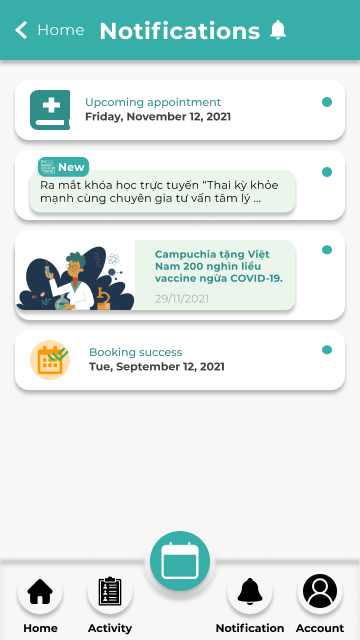 Home Notifications
Upcoming appointment
Friday, November 12, 2021
New
Ra mắt khóa học trực tuyến “Thai kỳ khỏe
mạnh cùng chuyên gia tư vấn tâm lý ...
Campuchia tặng Việt
Nam 200 nghìn liều
vaccine ngừa COVID-19.
29/11/2021
Booking success
Tue, September 12, 2021
Home Activity Notification Account